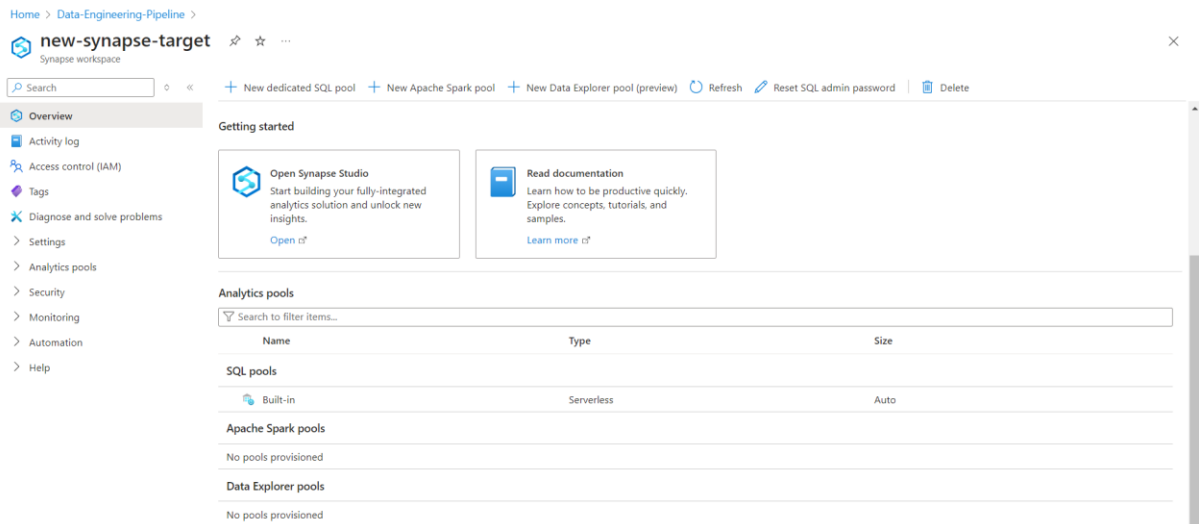 Home > Data-Engineering-Pipeline >
new-synapse-target
Synapse workspace
Search
New dedicated SQL pool New Apache Spark pool New Data Explorer pool (preview) Refresh Reset SQL admin password Delete
Overview
Activity log
Access control (IAM)
Tags
Diagnose and solve problems
Settings
Analytics pools
Security
Monitoring
Automation
Help
Getting started
Open Synapse Studio
Start building your fully-integrated
analytics solution and unlock new
insights.
Open
Read documentation
Learn how to be productive quickly.
Explore concepts, tutorials, and
samples.
Learn more
Analytics pools
Search to filter items...
Name Type Size
SQL pools
Built-in Serverless Auto
Apache Spark pools
No pools provisioned
Data Explorer pools
No pools provisioned